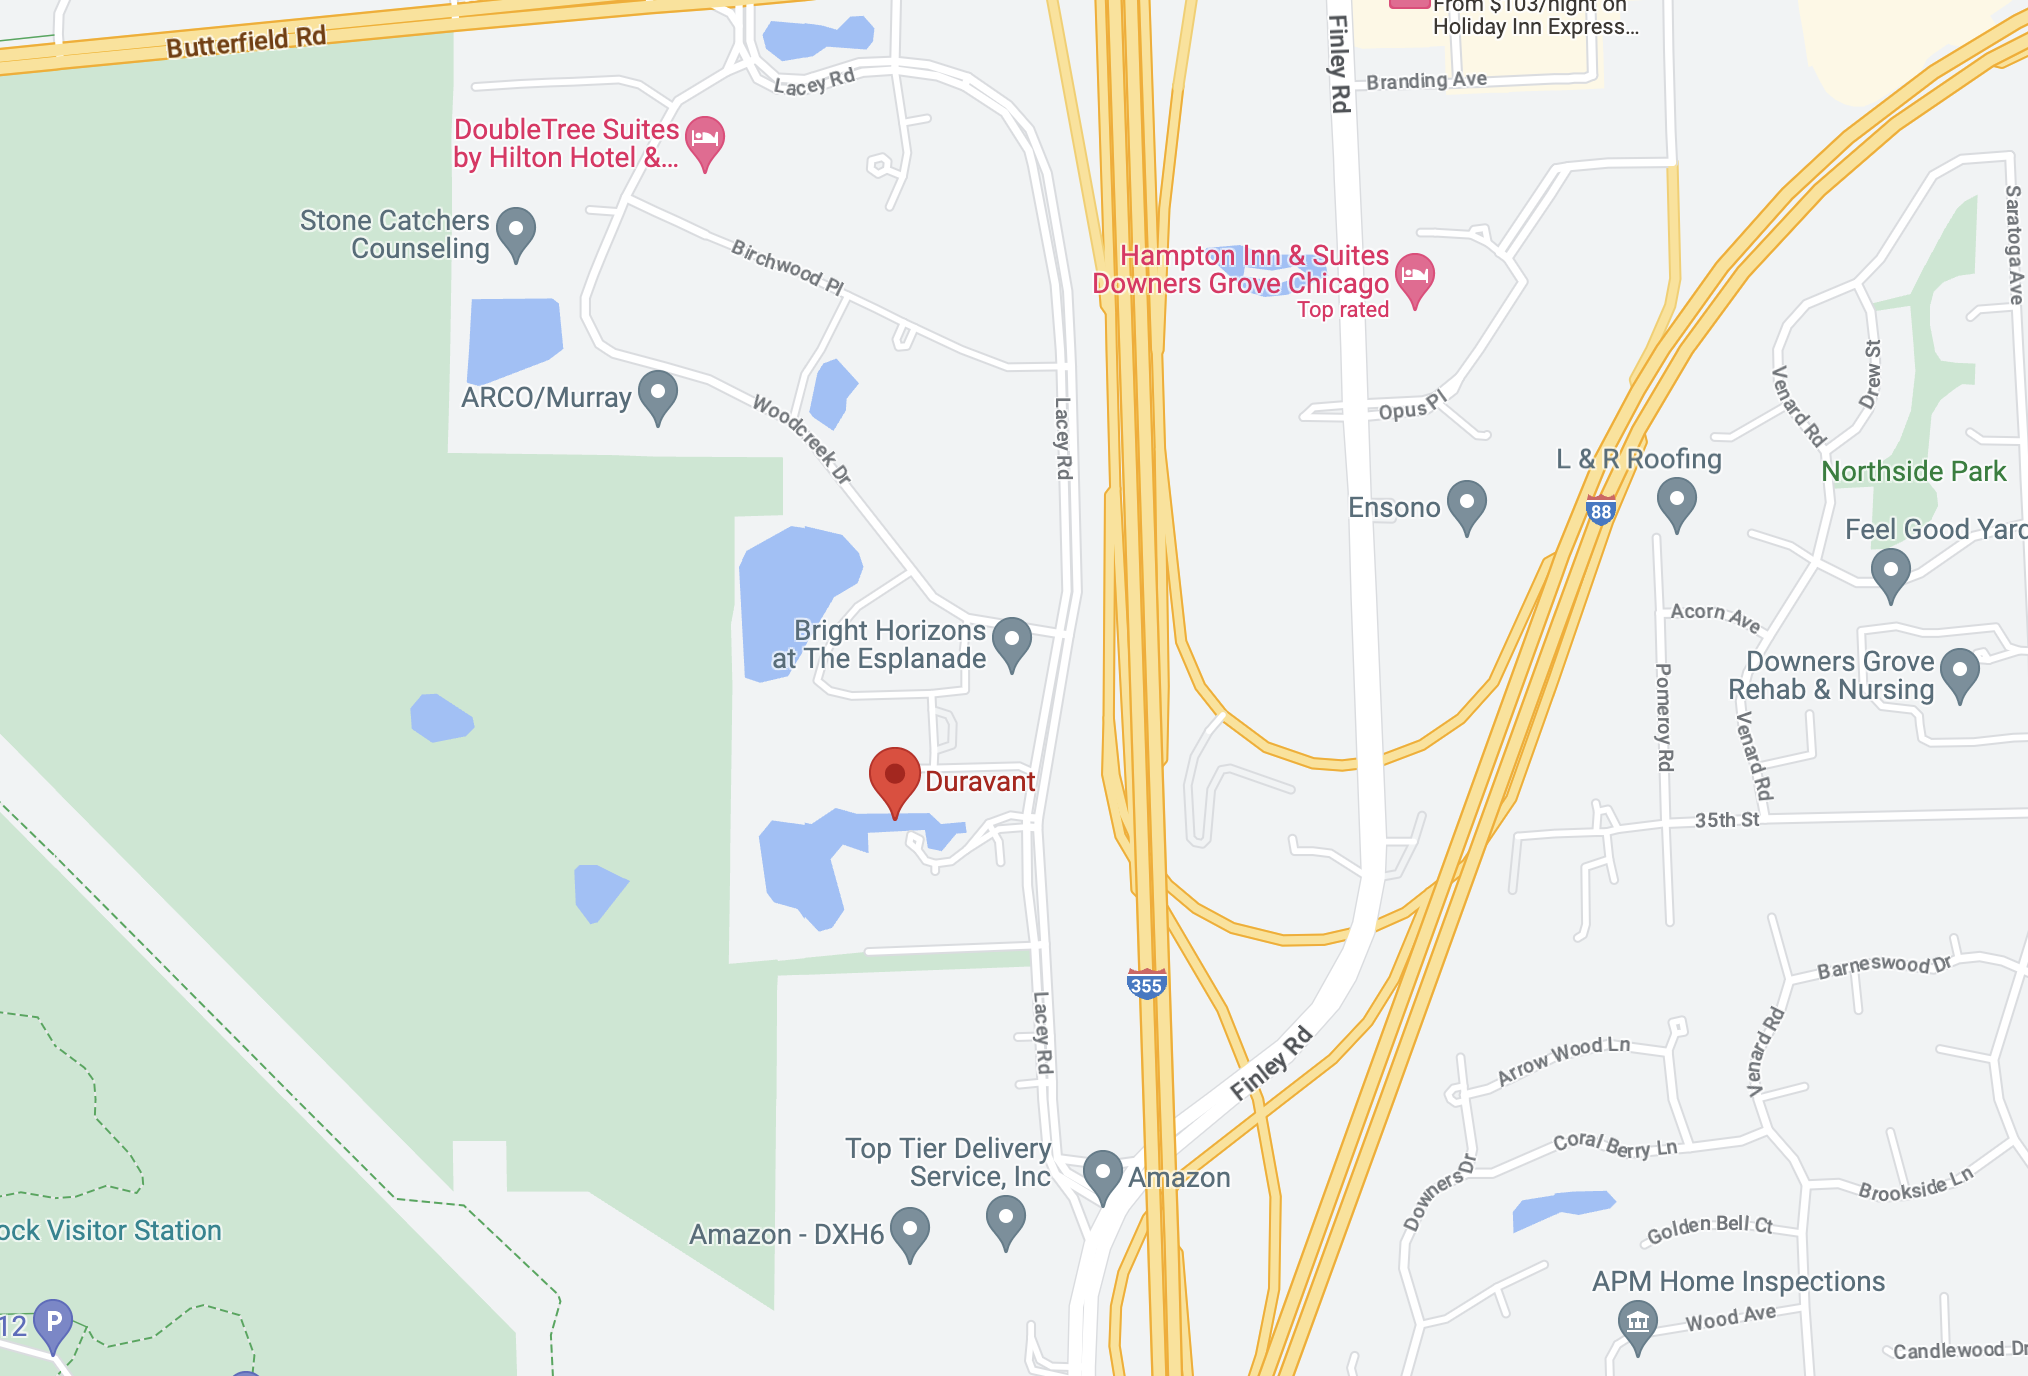 From $103/night on
Holiday Inn Express...
Butterfield Rd
Finley Rd
Lacey Rd
Branding Ave
DoubleTree Suites
by Hilton Hotel &...
Stone Catchers
Counseling
Birchwood Pl
Hampton Inn & Suites
Downers Grove Chicago
Top rated
Saratoga Ave
ARCO/Murray
Woodcreek Dr
Lacey Rd
Opus Pl
Venard Rd
Drew St
L & R Roofing
Northside Park
Ensono
88
Feel Good Yard
Bright Horizons
at The Esplanade
Acorn Ave
Downers Grove
Rehab & Nursing
Pomeroy Rd
Venard Rd
Duravant
35th St
355
Barneswood Dr
Lacey Rd
Finley Rd
Arrow Wood Ln
Venard Rd
Top Tier Delivery
Service, Inc
Amazon
Coral Berry Ln
Downers Dr
Brookside Ln
ock Visitor Station
Amazon - DXH6
Golden Bell Ct
APM Home Inspections
12
P
Wood Ave
Candlewood Dr